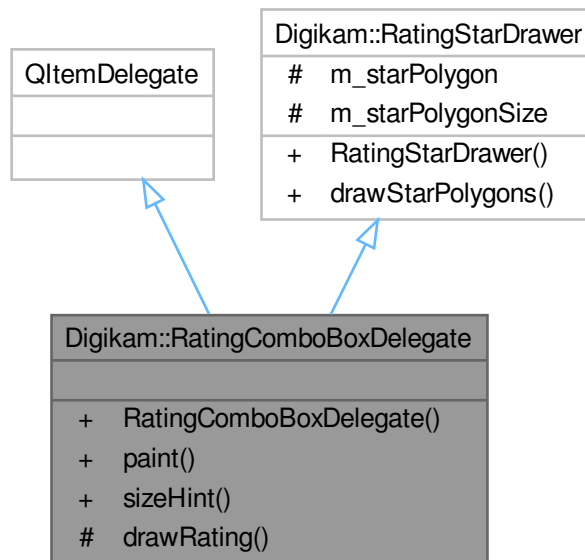 QItemDelegate
Digikam::RatingStarDrawer
# m_starPolygon
# m_starPolygonSize
+ RatingStarDrawer()
+ drawStarPolygons()
Digikam::RatingComboBoxDelegate
+ RatingComboBoxDelegate()
+ paint()
+ sizeHint()
# drawRating()